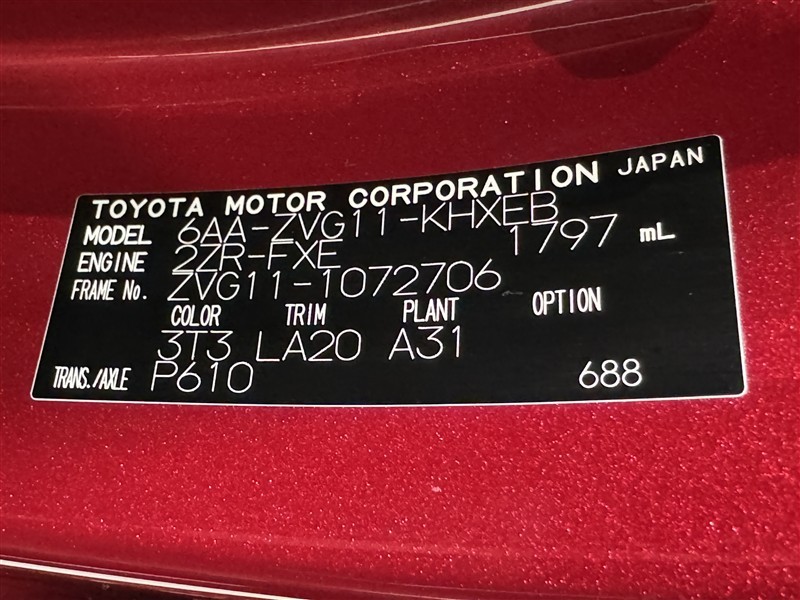 TOYOTA MOTOR CORPORATION JAPAN
MODEL 6AA-ZVG11-KHXEB
ENGINE 2ZR-FXE 1797 mL
FRAME No. ZVG11-1072706
COLOR TRIM PLANT OPTION
3T3 LA20 A31
TRANS./AXLE P610 688